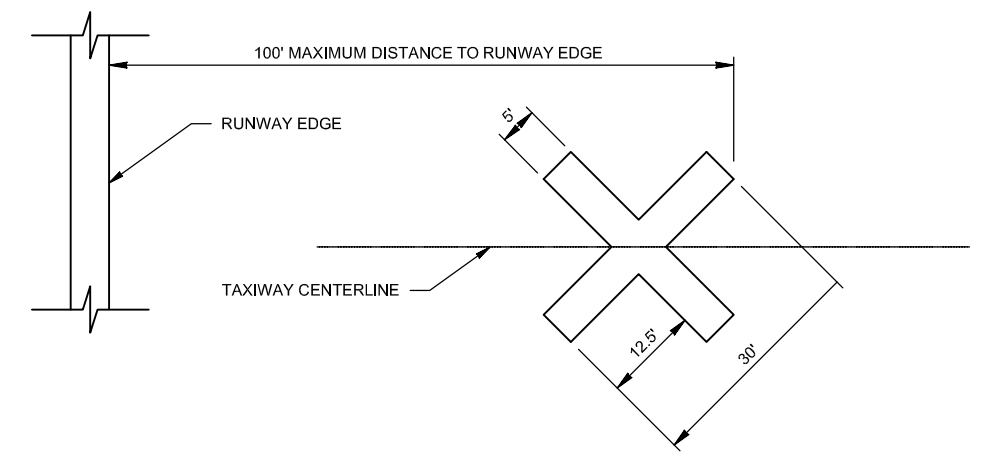 100' MAXIMUM DISTANCE TO RUNWAY EDGE
5'
RUNWAY EDGE
TAXIWAY CENTERLINE
12.5'
30'